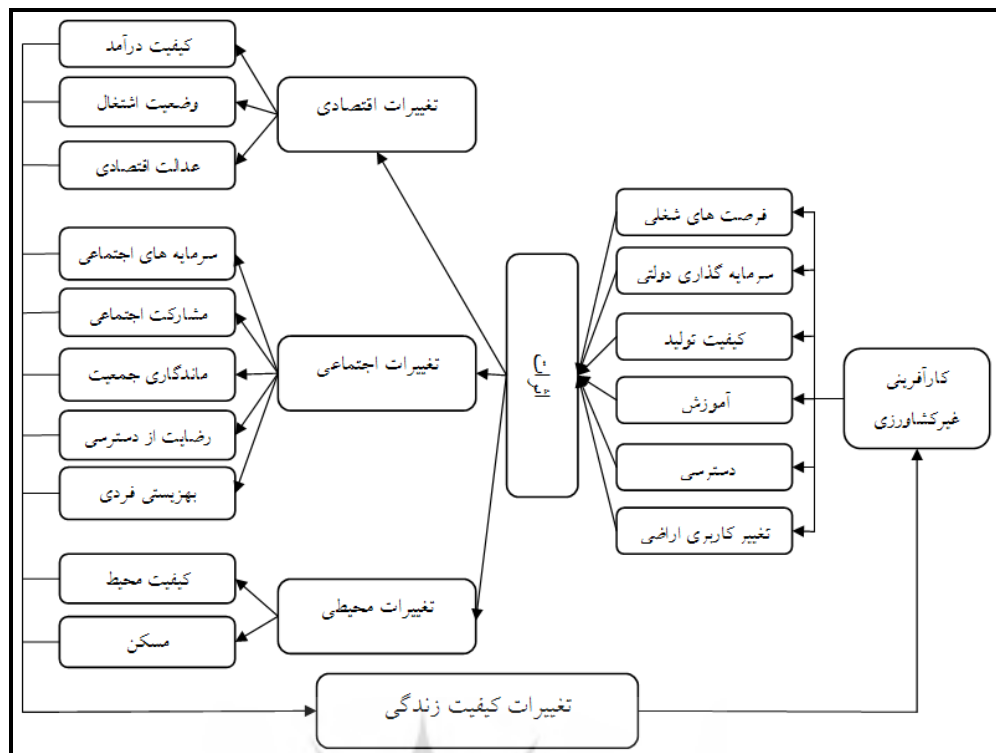 کارآفرینی
غیرکشاورزی
فرصت های شغلی
سرمایه گذاری دولتی
کیفیت تولید
آموزش
دسترسی
تغییر کاربری اراضی
اثرات
تغییرات اقتصادی
کیفیت درآمد
وضعیت اشتغال
عدالت اقتصادی
تغییرات اجتماعی
سرمایه های اجتماعی
مشارکت اجتماعی
ماندگاری جمعیت
رضایت از دسترسی
بهزیستی فردی
تغییرات محیطی
کیفیت محیط
مسکن
تغییرات کیفیت زندگی